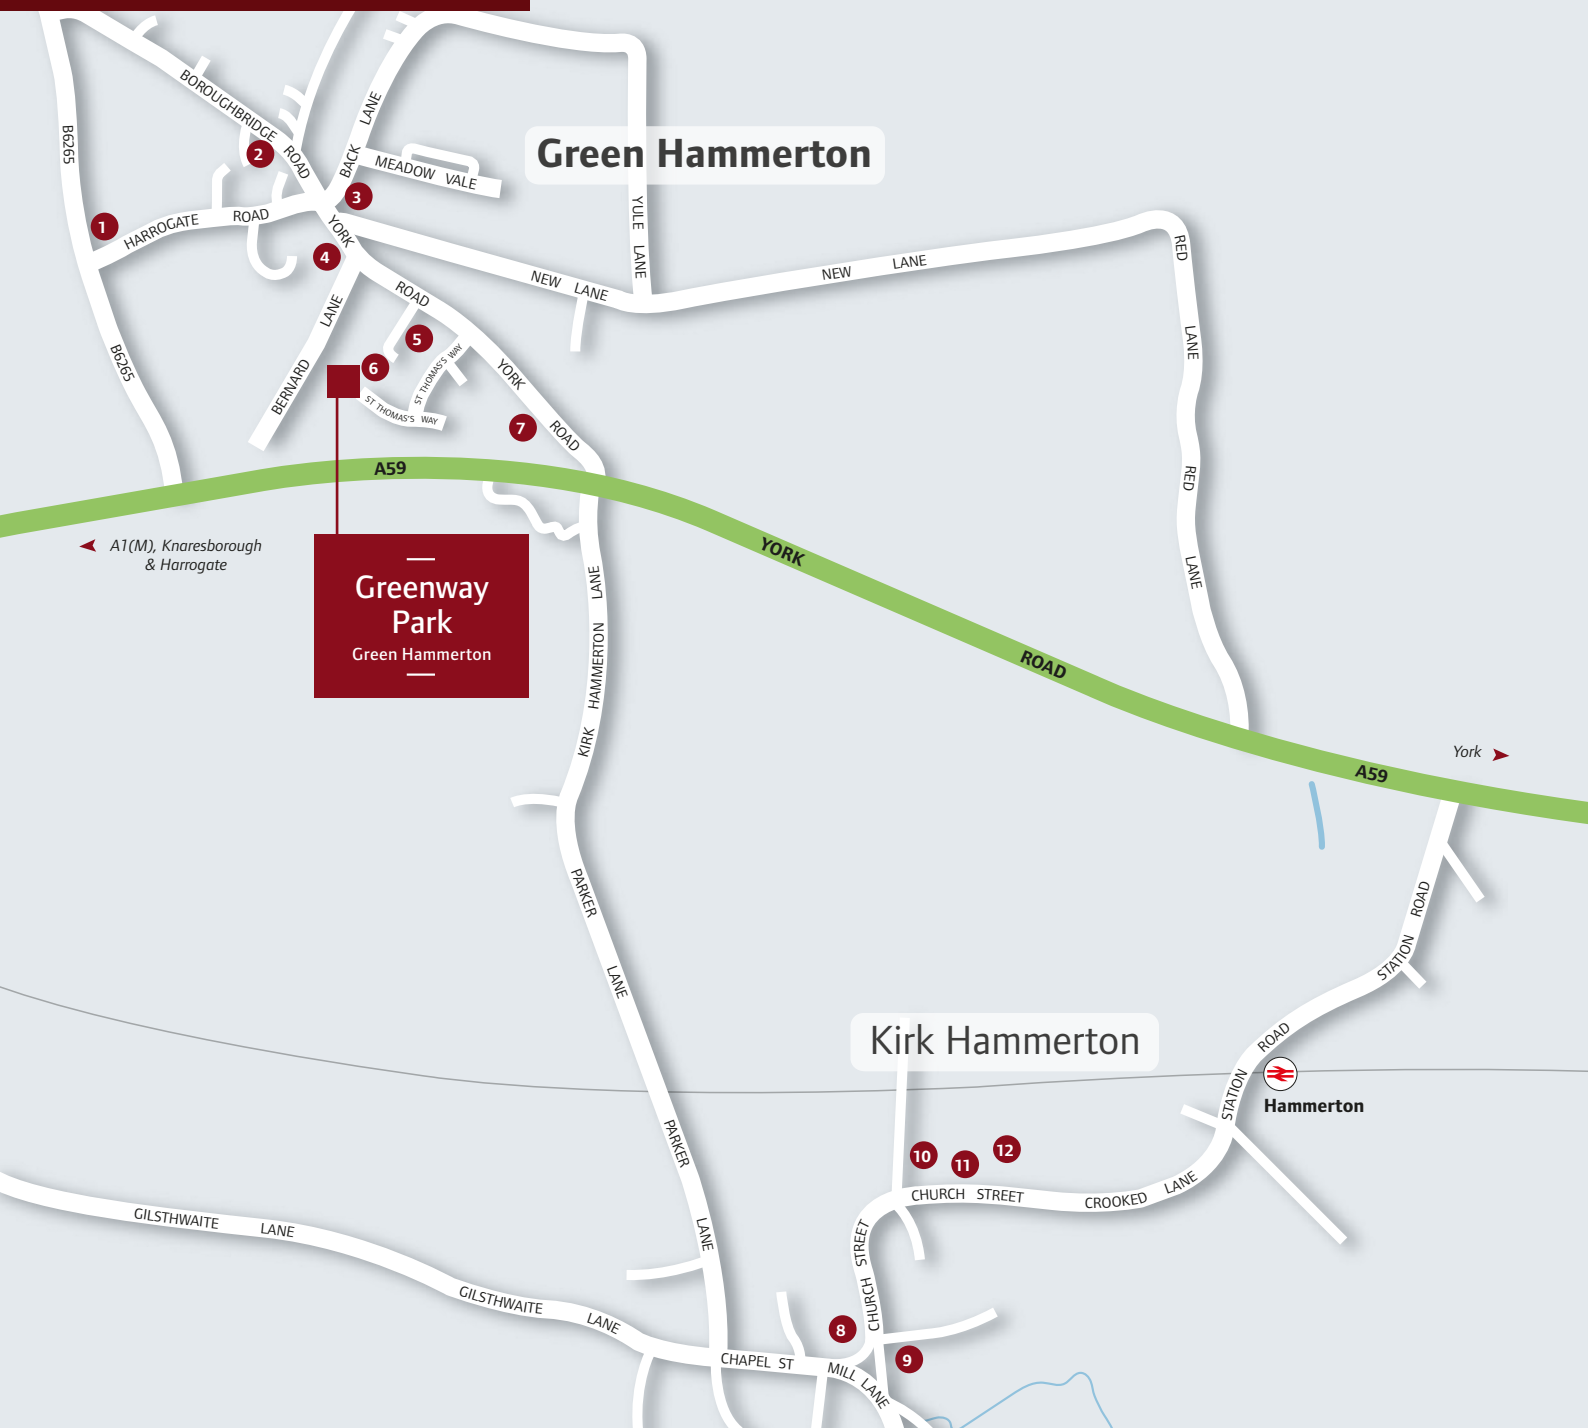 B6265
BOROUGHBRIDGE ROAD
BACK LANE
MEADOW VALE
Green Hammerton
2
3
1
HARROGATE ROAD
4
YORK ROAD
YULE LANE
NEW LANE
NEW LANE
RED LANE
BERNARD LANE
5
6
ST THOMAS'S WAY
ST THOMAS'S WAY
B6265
YORK ROAD
7
A59
RED LANE
A1(M), Knaresborough
& Harrogate
Greenway
Park
Green Hammerton
YORK ROAD
KIRK HAMMERTON LANE
York
A59
PARKER LANE
STATION ROAD
Kirk Hammerton
STATION ROAD
Hammerton
PARKER LANE
10
11
12
CHURCH STREET
CROOKED LANE
GILSTHWAITE LANE
CHURCH STREET
GILSTHWAITE LANE
8
9
CHAPEL ST
MILL LANE